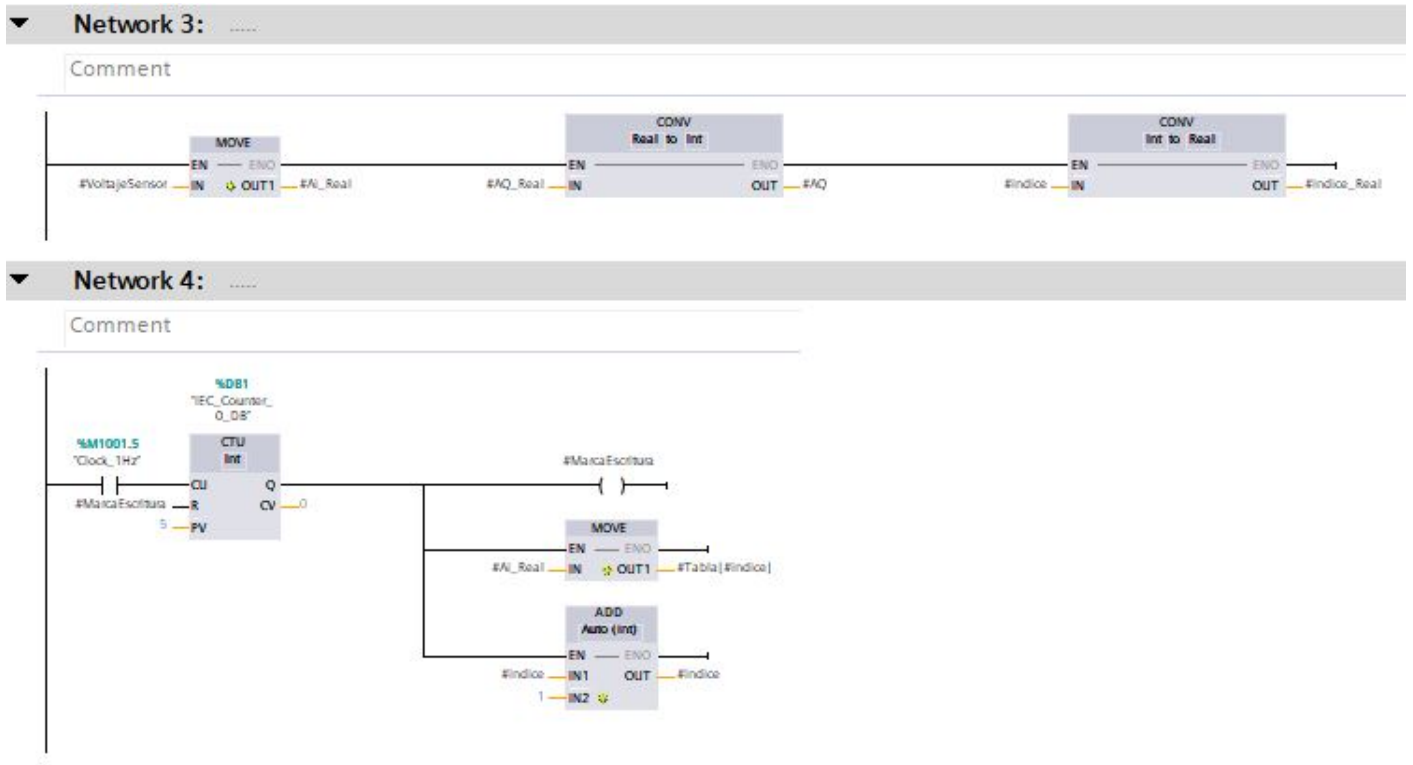 Network 3: .....
Comment
MOVE
EN ENO
#VoltajeSensor IN OUT1 #Ai_Real
CONV
Real to Int
EN ENO
#AQ_Real IN OUT #AQ
CONV
Int to Real
EN ENO
#Indice IN OUT #Indice_Real
Network 4: .....
Comment
%DB1
"IEC_Counter_
0_DB"
%M1001.5
"Clock_1Hz"
CTU
Int
CU Q
#MarcaEscritura R CV 0
5 PV
#MarcaEscritura
MOVE
EN ENO
#Ai_Real IN OUT1 #Tabla[#Indice]
ADD
Auto (Int)
EN ENO
#Indice IN1 OUT #Indice
1 IN2